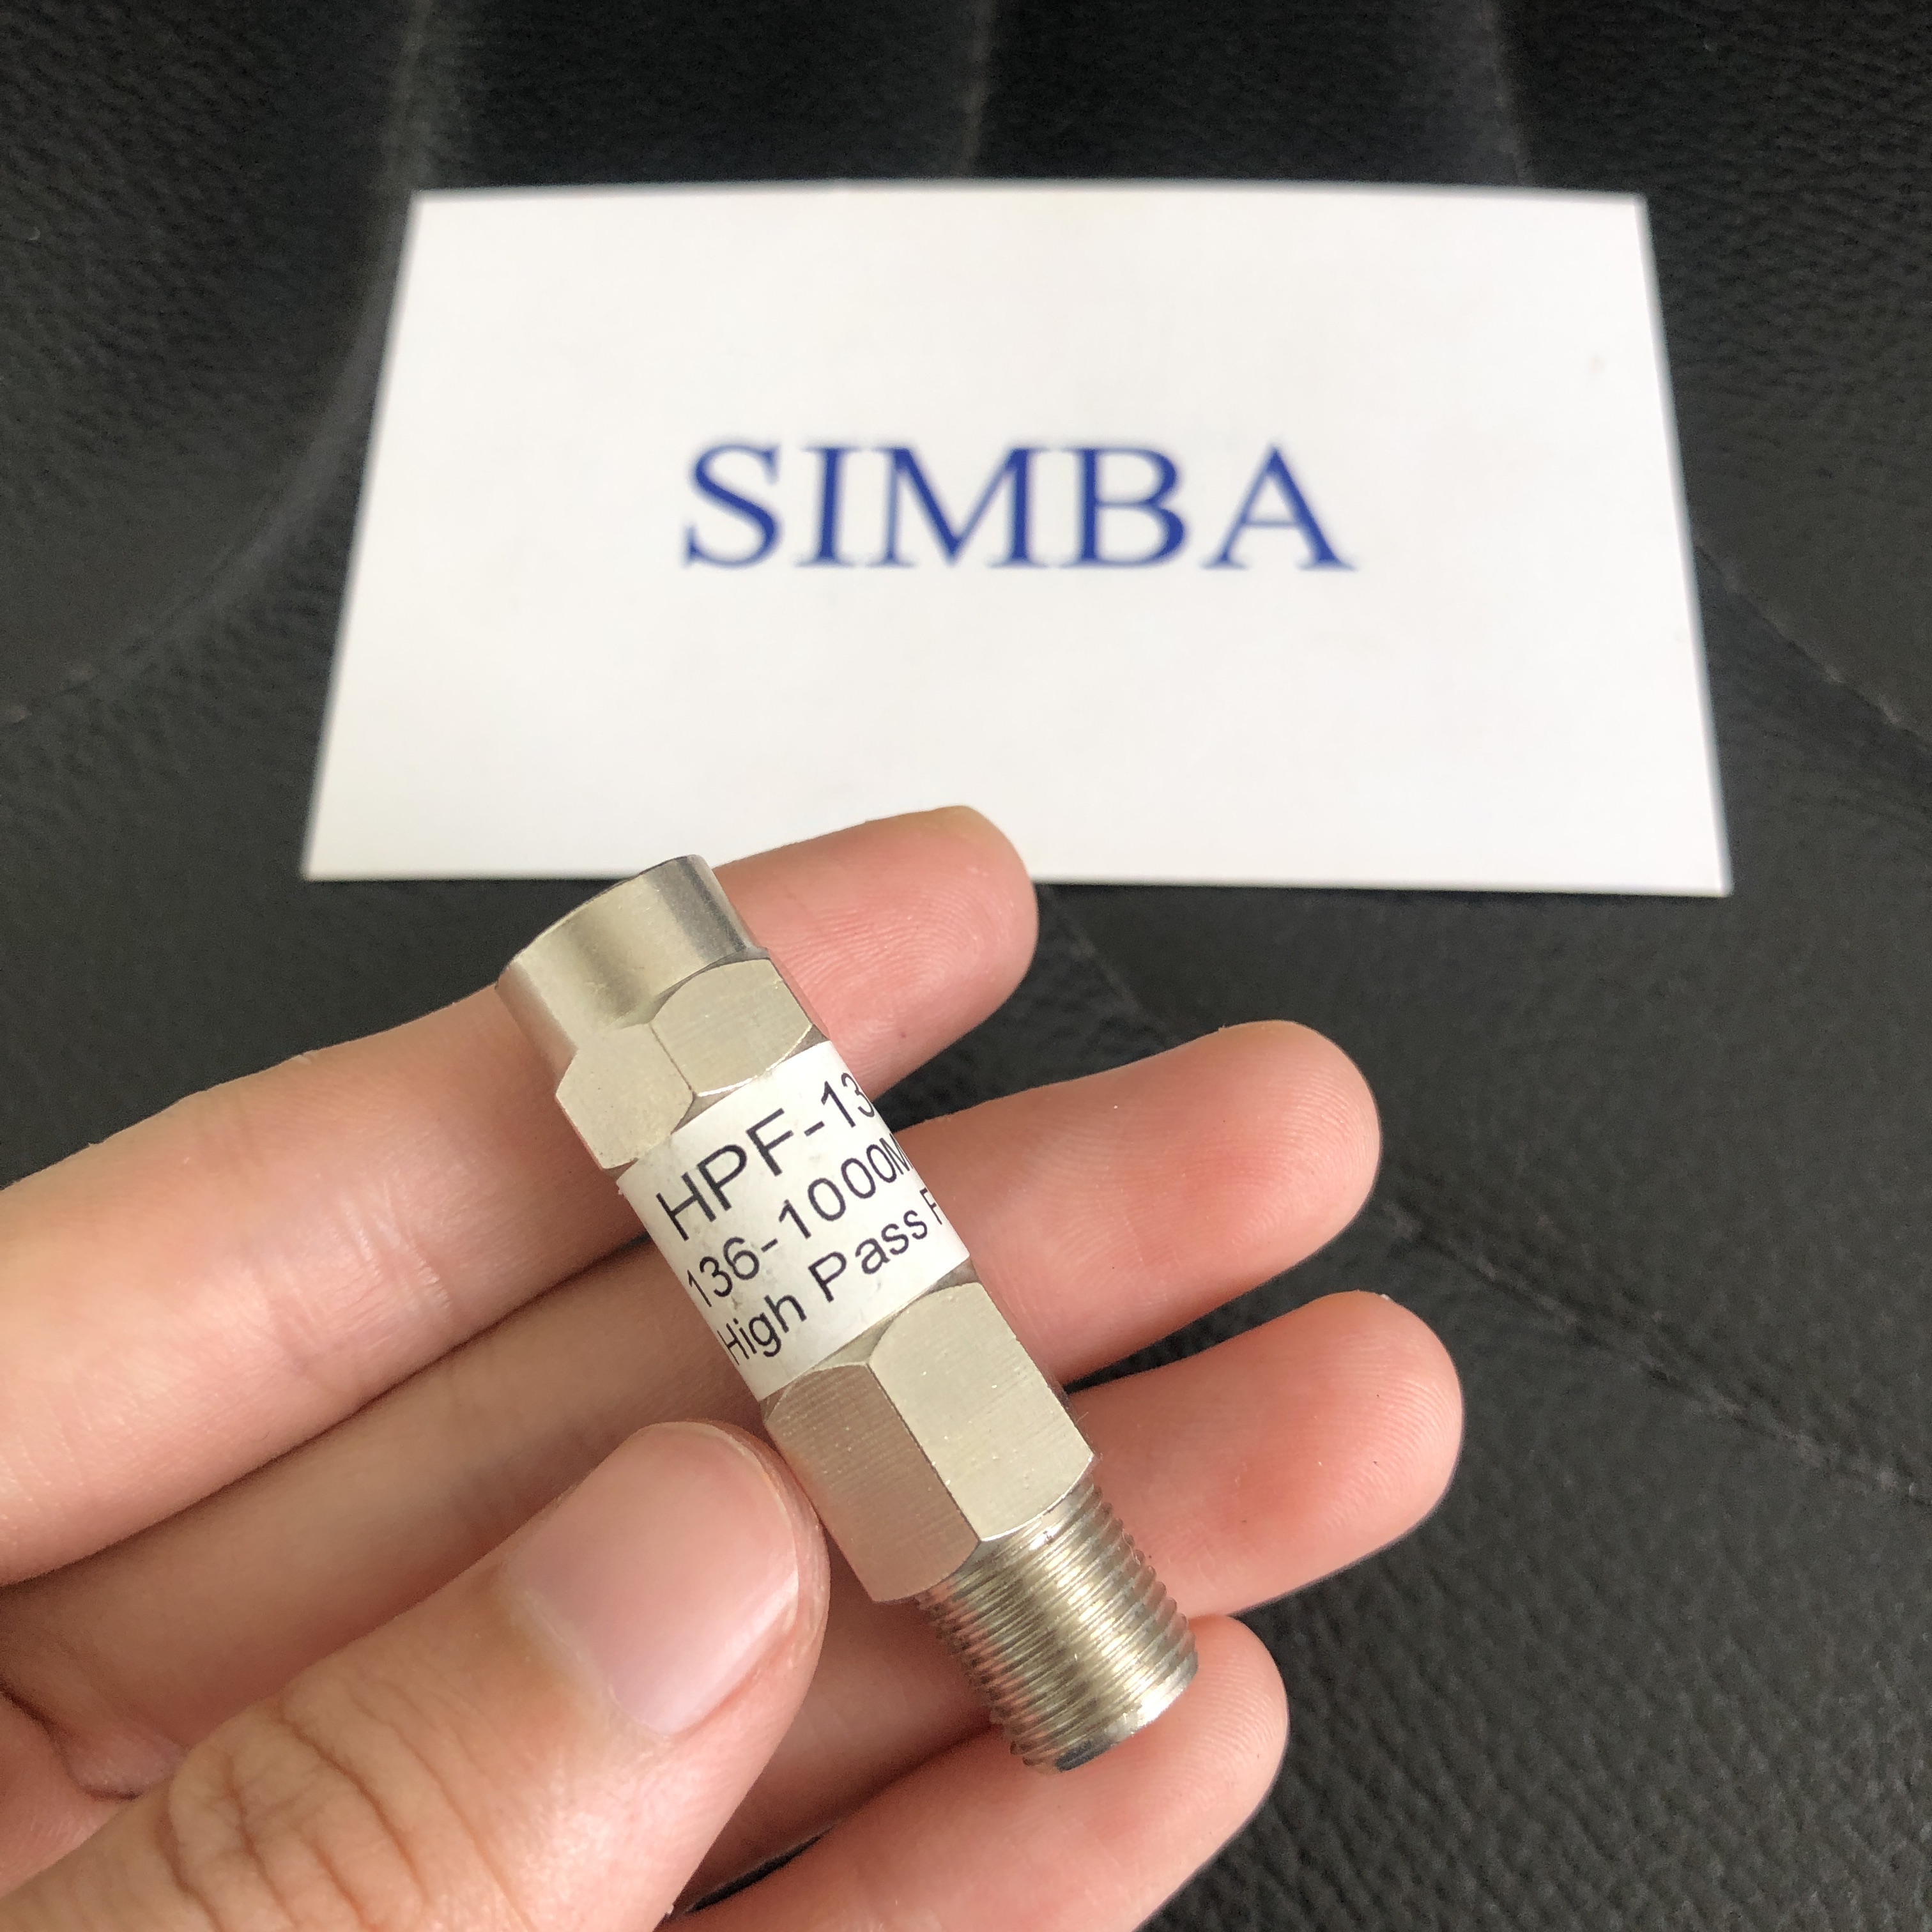 SIMBA
HPF-13
136-1000M
High Pass F